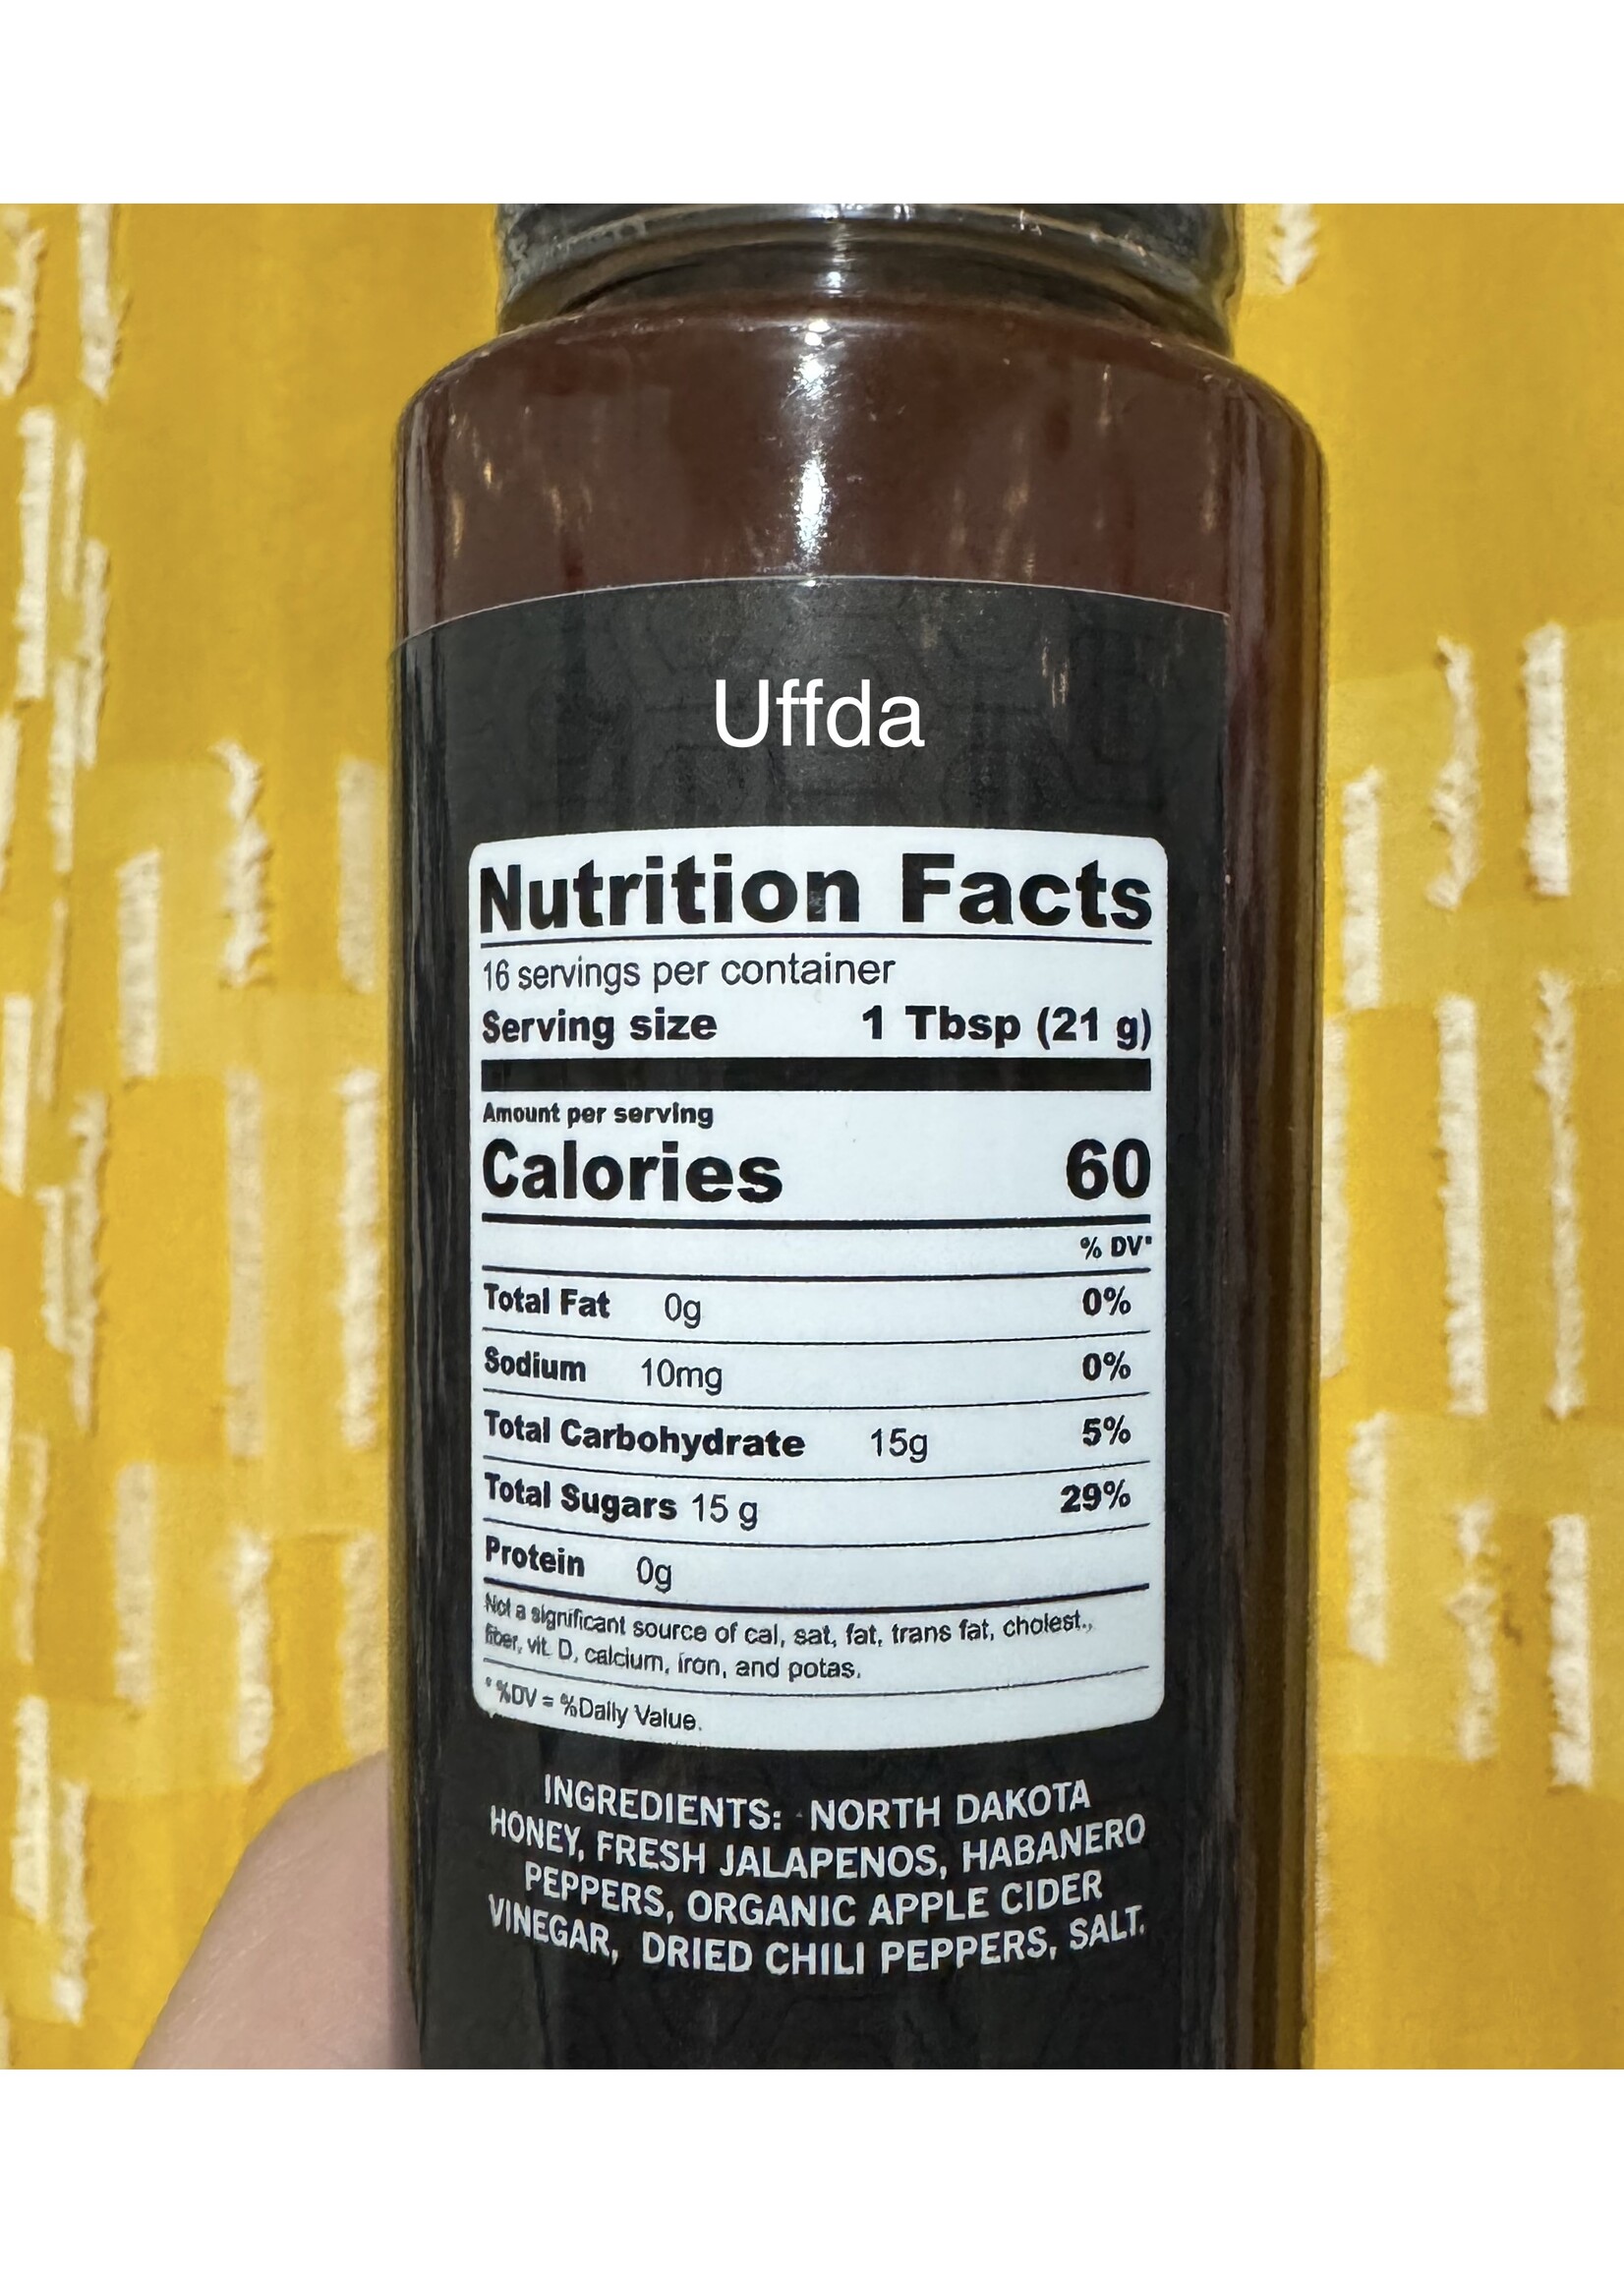 Uffda
Nutrition Facts
16 servings per container
Serving size 1 Tbsp (21 g)
Amount per serving
Calories 60
% DV*
Total Fat 0g 0%
Sodium 10mg 0%
Total Carbohydrate 15g 5%
Total Sugars 15 g 29%
Protein 0g
Not a significant source of cal, sat, fat, trans fat, cholest.,
fiber, vit. D, calcium, iron, and potas.
*%DV = %Daily Value.
INGREDIENTS: NORTH DAKOTA
HONEY, FRESH JALAPENOS, HABANERO
PEPPERS, ORGANIC APPLE CIDER
VINEGAR, DRIED CHILI PEPPERS, SALT.